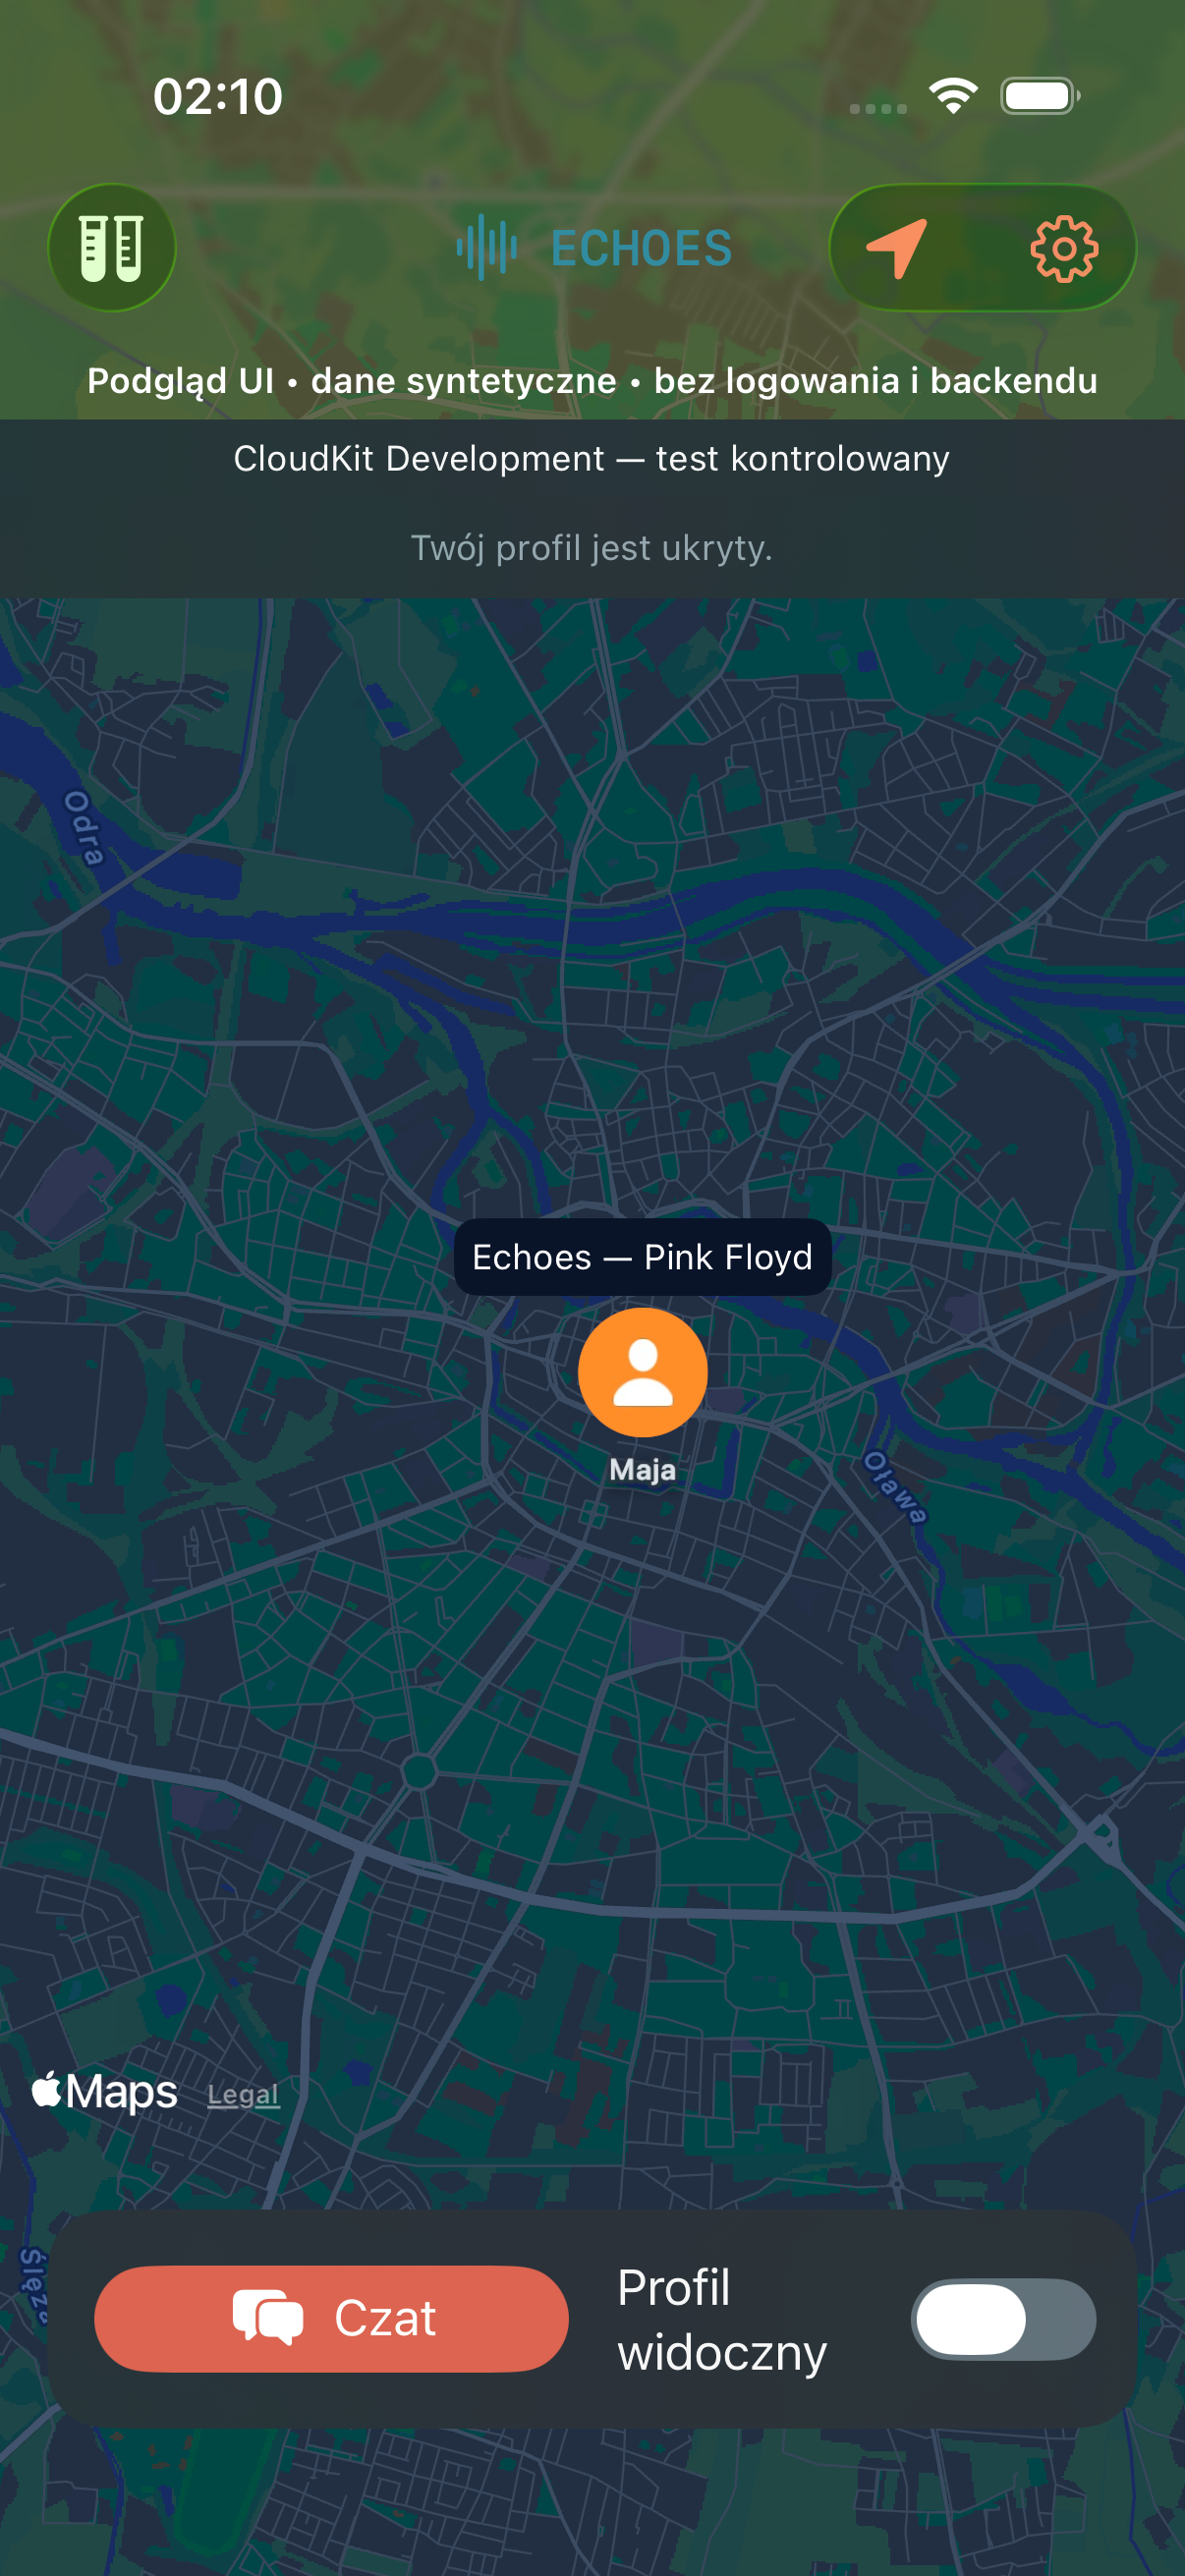 02:10
ECHOES
Podgląd UI • dane syntetyczne • bez logowania i backendu
CloudKit Development — test kontrolowany
Twój profil jest ukryty.
Odra
Echoes — Pink Floyd
Maja
Oława
Maps Legal
Czat
Profil
widoczny